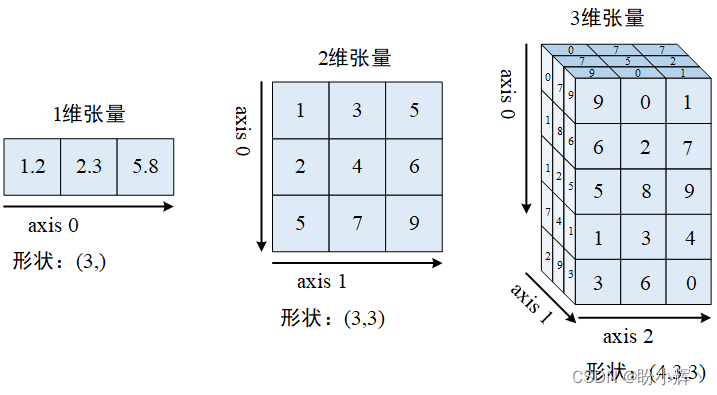 1维张量
1.2 2.3 5.8
axis 0
形状：(3,)
2维张量
axis 0
1 3 5
2 4 6
5 7 9
axis 1
形状：(3,3)
3维张量
axis 0
0 7 7
7 5 2
9 0 1
0 7 9
1 8 6
1 2 5
7 4 1
2 9 3
9 0 1
6 2 7
5 8 9
1 3 4
3 6 0
axis 1
axis 2
形状：(4,3,3)
CSDN @盼小辉丶